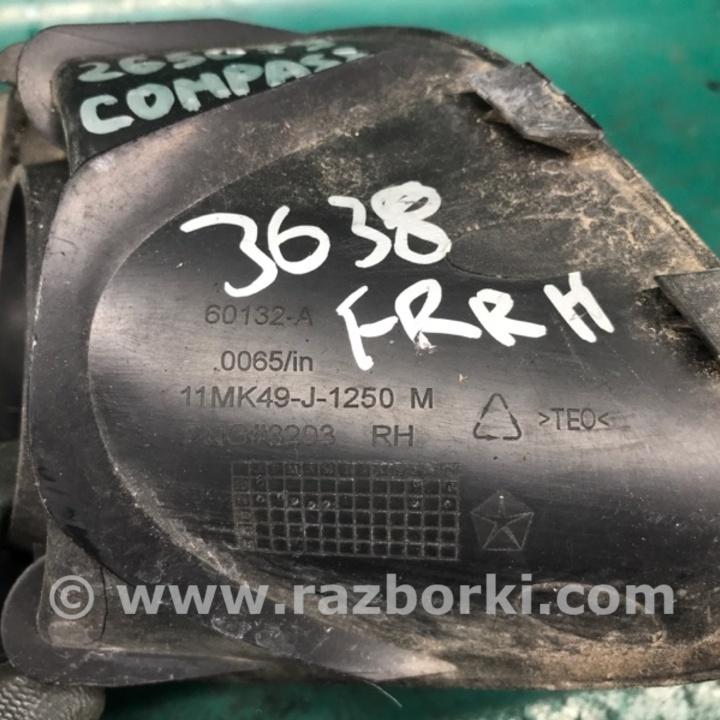 COMPASS
3638
FRRH
60132-A
.0065/in
11MK49-J-1250 M
RH
>TEO<
© www.razborki.com